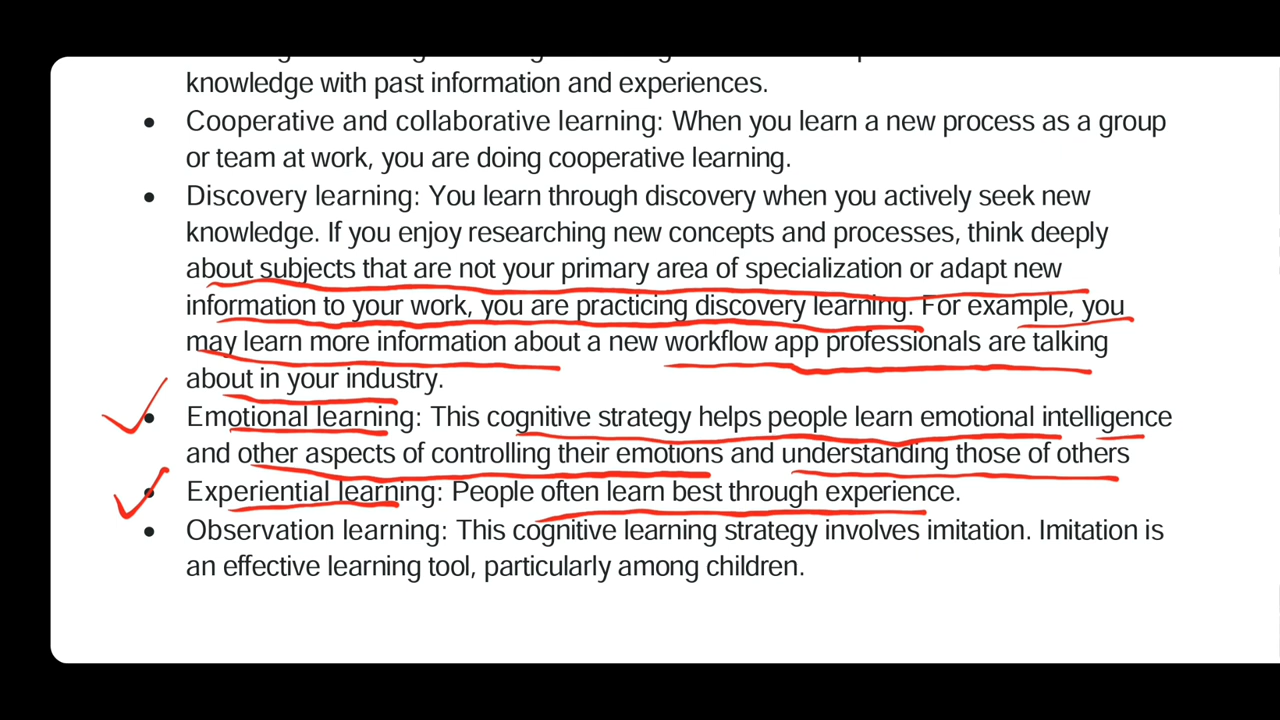 knowledge with past information and experiences.
• Cooperative and collaborative learning: When you learn a new process as a group
or team at work, you are doing cooperative learning.
• Discovery learning: You learn through discovery when you actively seek new
knowledge. If you enjoy researching new concepts and processes, think deeply
about subjects that are not your primary area of specialization or adapt new
information to your work, you are practicing discovery learning. For example, you
may learn more information about a new workflow app professionals are talking
about in your industry.
• Emotional learning: This cognitive strategy helps people learn emotional intelligence
and other aspects of controlling their emotions and understanding those of others
• Experiential learning: People often learn best through experience.
• Observation learning: This cognitive learning strategy involves imitation. Imitation is
an effective learning tool, particularly among children.